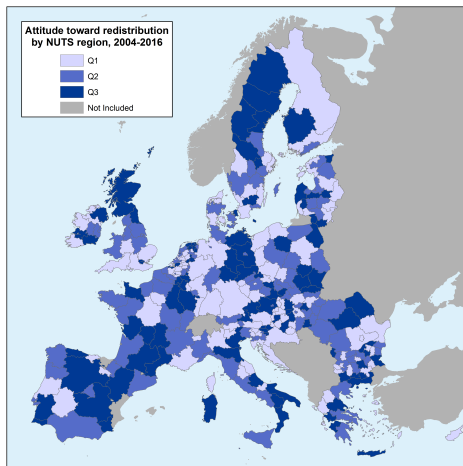 Attitude toward redistribution
by NUTS region, 2004-2016
Q1
Q2
Q3
Not Included